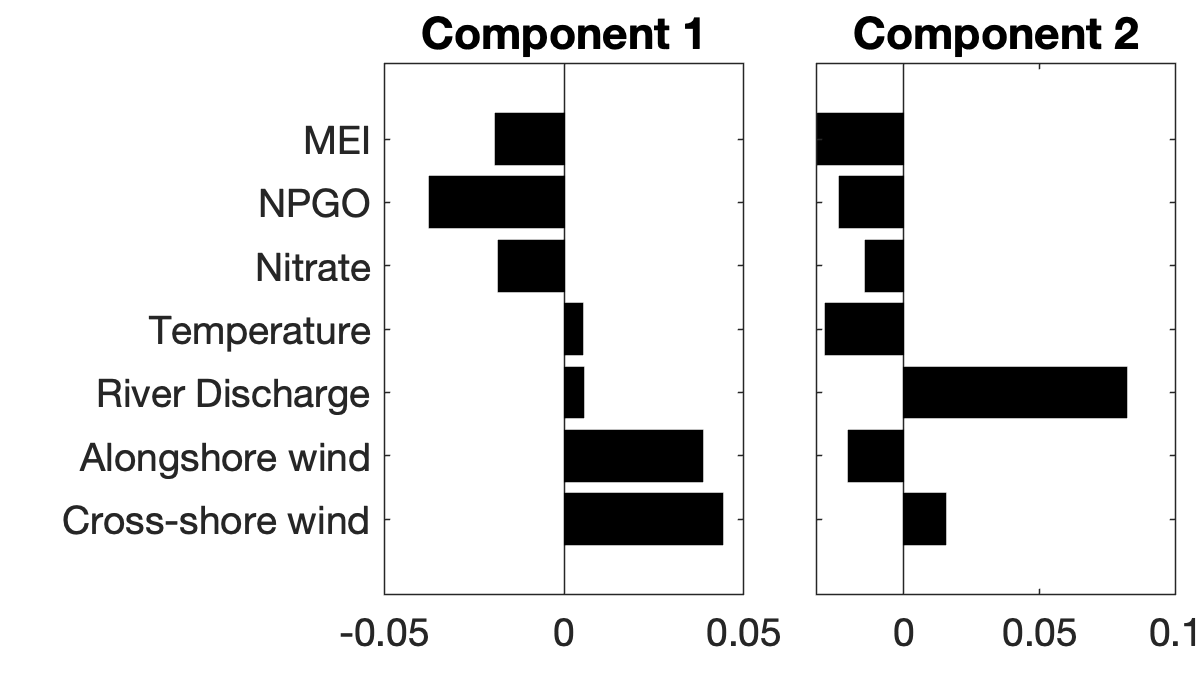 Component 1
Component 2
MEI
NPGO
Nitrate
Temperature
River Discharge
Alongshore wind
Cross-shore wind
-0.05 0 0.05
0 0.05 0.1